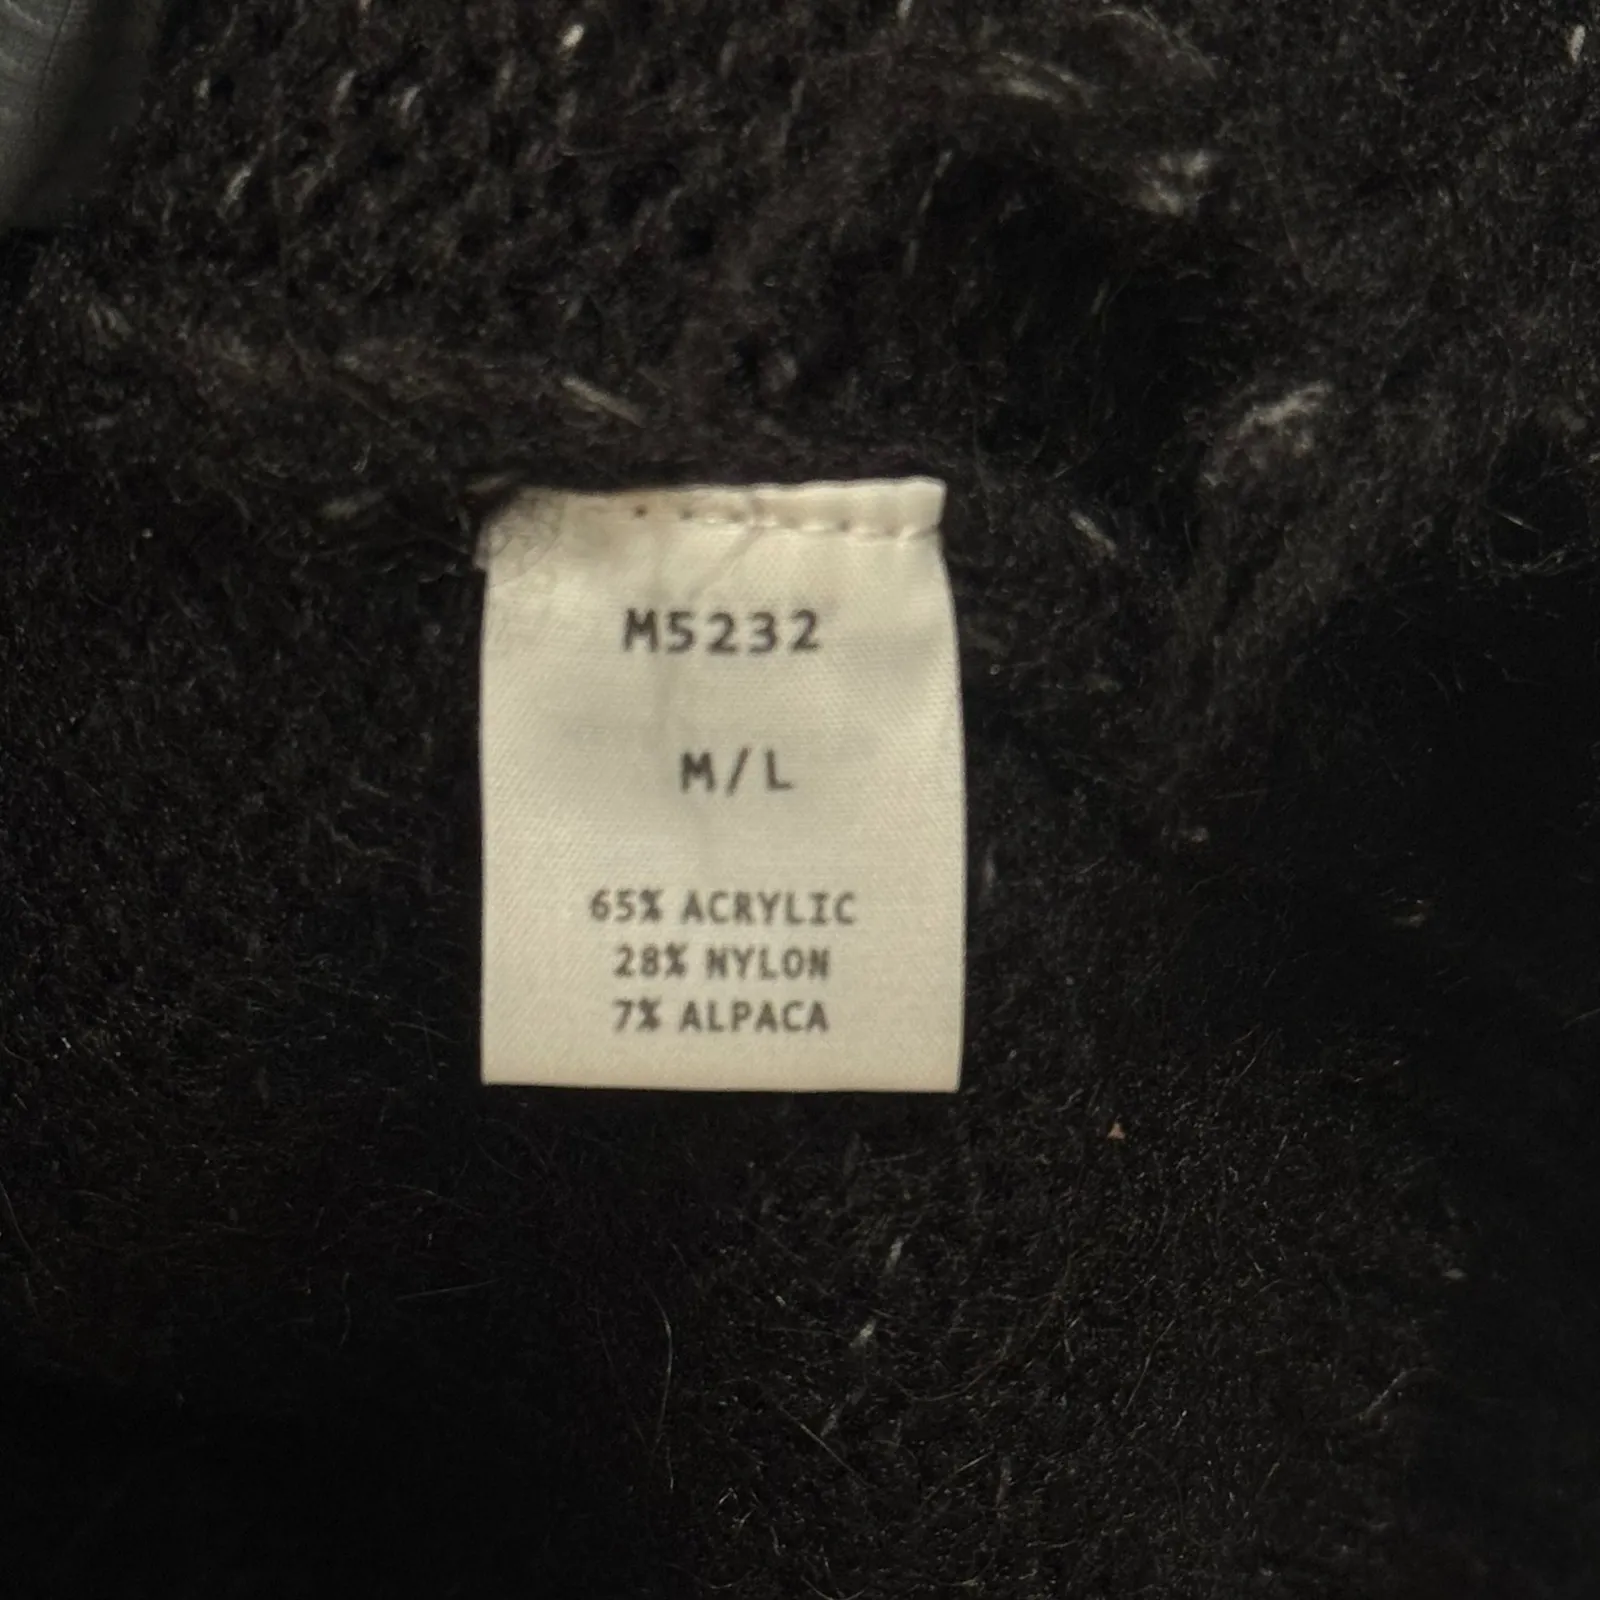 M5232
M/L
65% ACRYLIC
28% NYLON
7% ALPACA